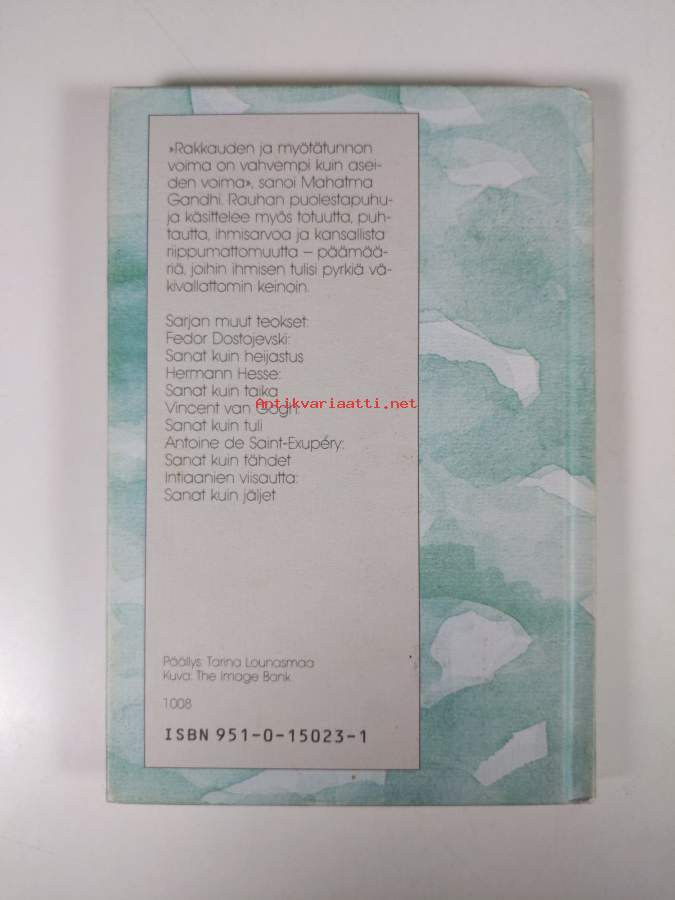 »Rakkauden ja myötätunnon
voima on vahvempi kuin asei-
den voima», sanoi Mahatma
Gandhi. Rauhan puolestapuhu-
ja käsittelee myös totuutta, puh-
tautta, ihmisarvoa ja kansallista
riippumattomuutta – päämää-
riä, joihin ihmisen tulisi pyrkiä vä-
kivallattomin keinoin.
Sarjan muut teokset:
Fedor Dostojevski:
Sanat kuin heijastus
Hermann Hesse:
Sanat kuin taika
Antikvariaatti.net
Vincent van Gogh:
Sanat kuin tuli
Antoine de Saint-Exupéry:
Sanat kuin tähdet
Intiaanien viisautta:
Sanat kuin jäljet
Päällys: Tarina Lounasmaa
Kuva: The Image Bank
1008
ISBN 951-0-15023-1